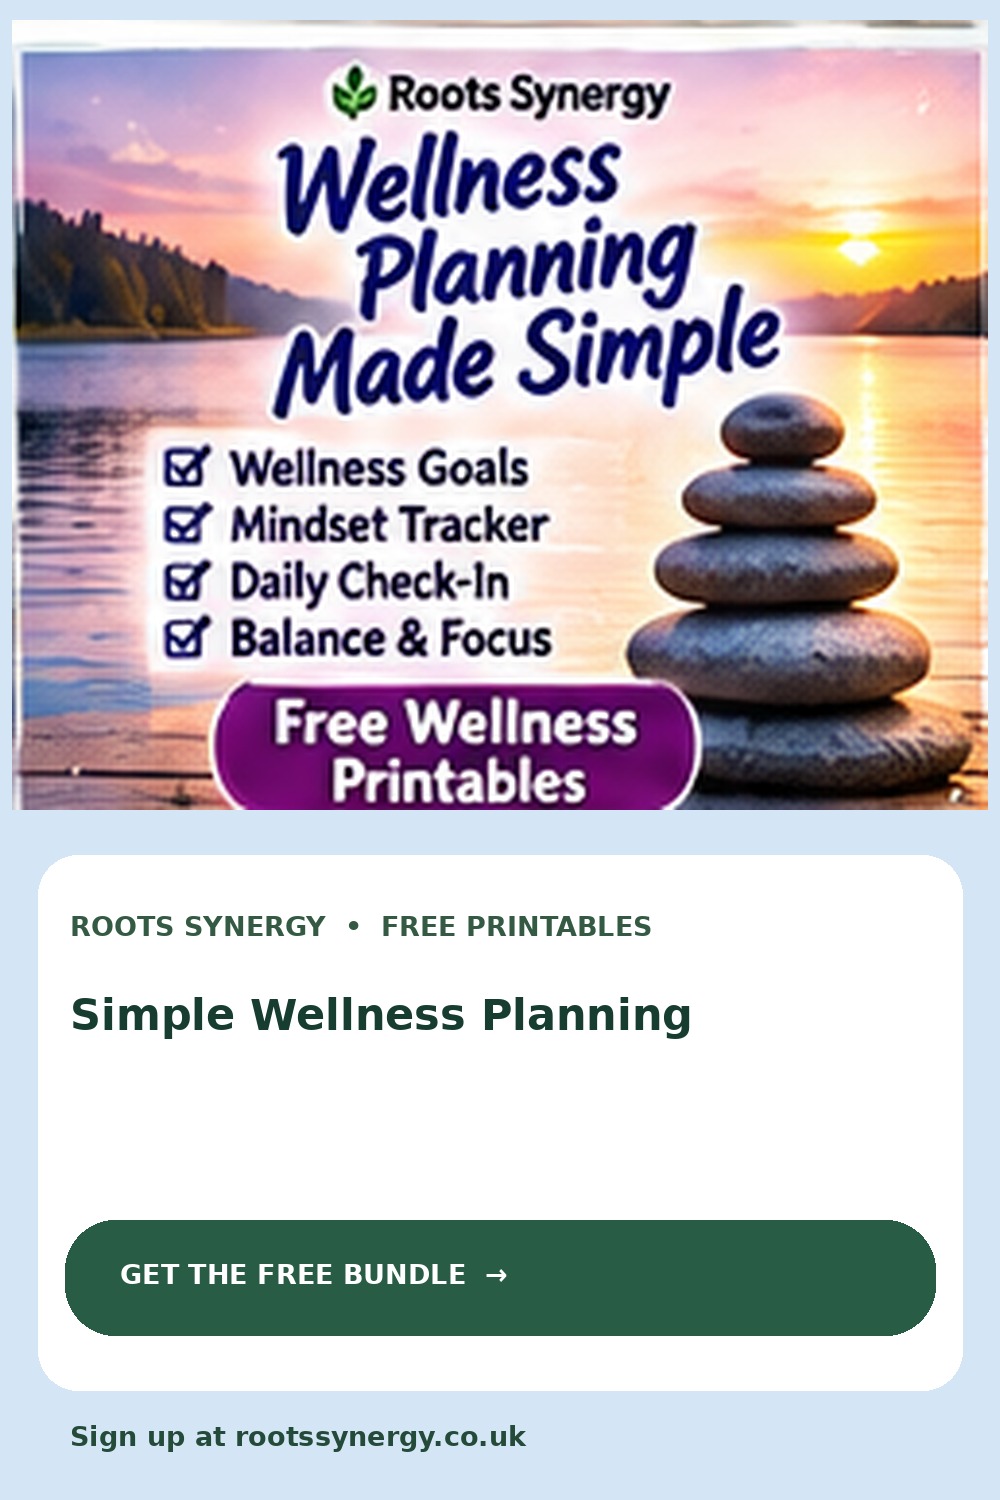 Roots Synergy
Wellness
Planning
Made Simple
Wellness Goals
Mindset Tracker
Daily Check-In
Balance & Focus
Free Wellness
Printables
ROOTS SYNERGY • FREE PRINTABLES
Simple Wellness Planning
GET THE FREE BUNDLE →
Sign up at rootssynergy.co.uk